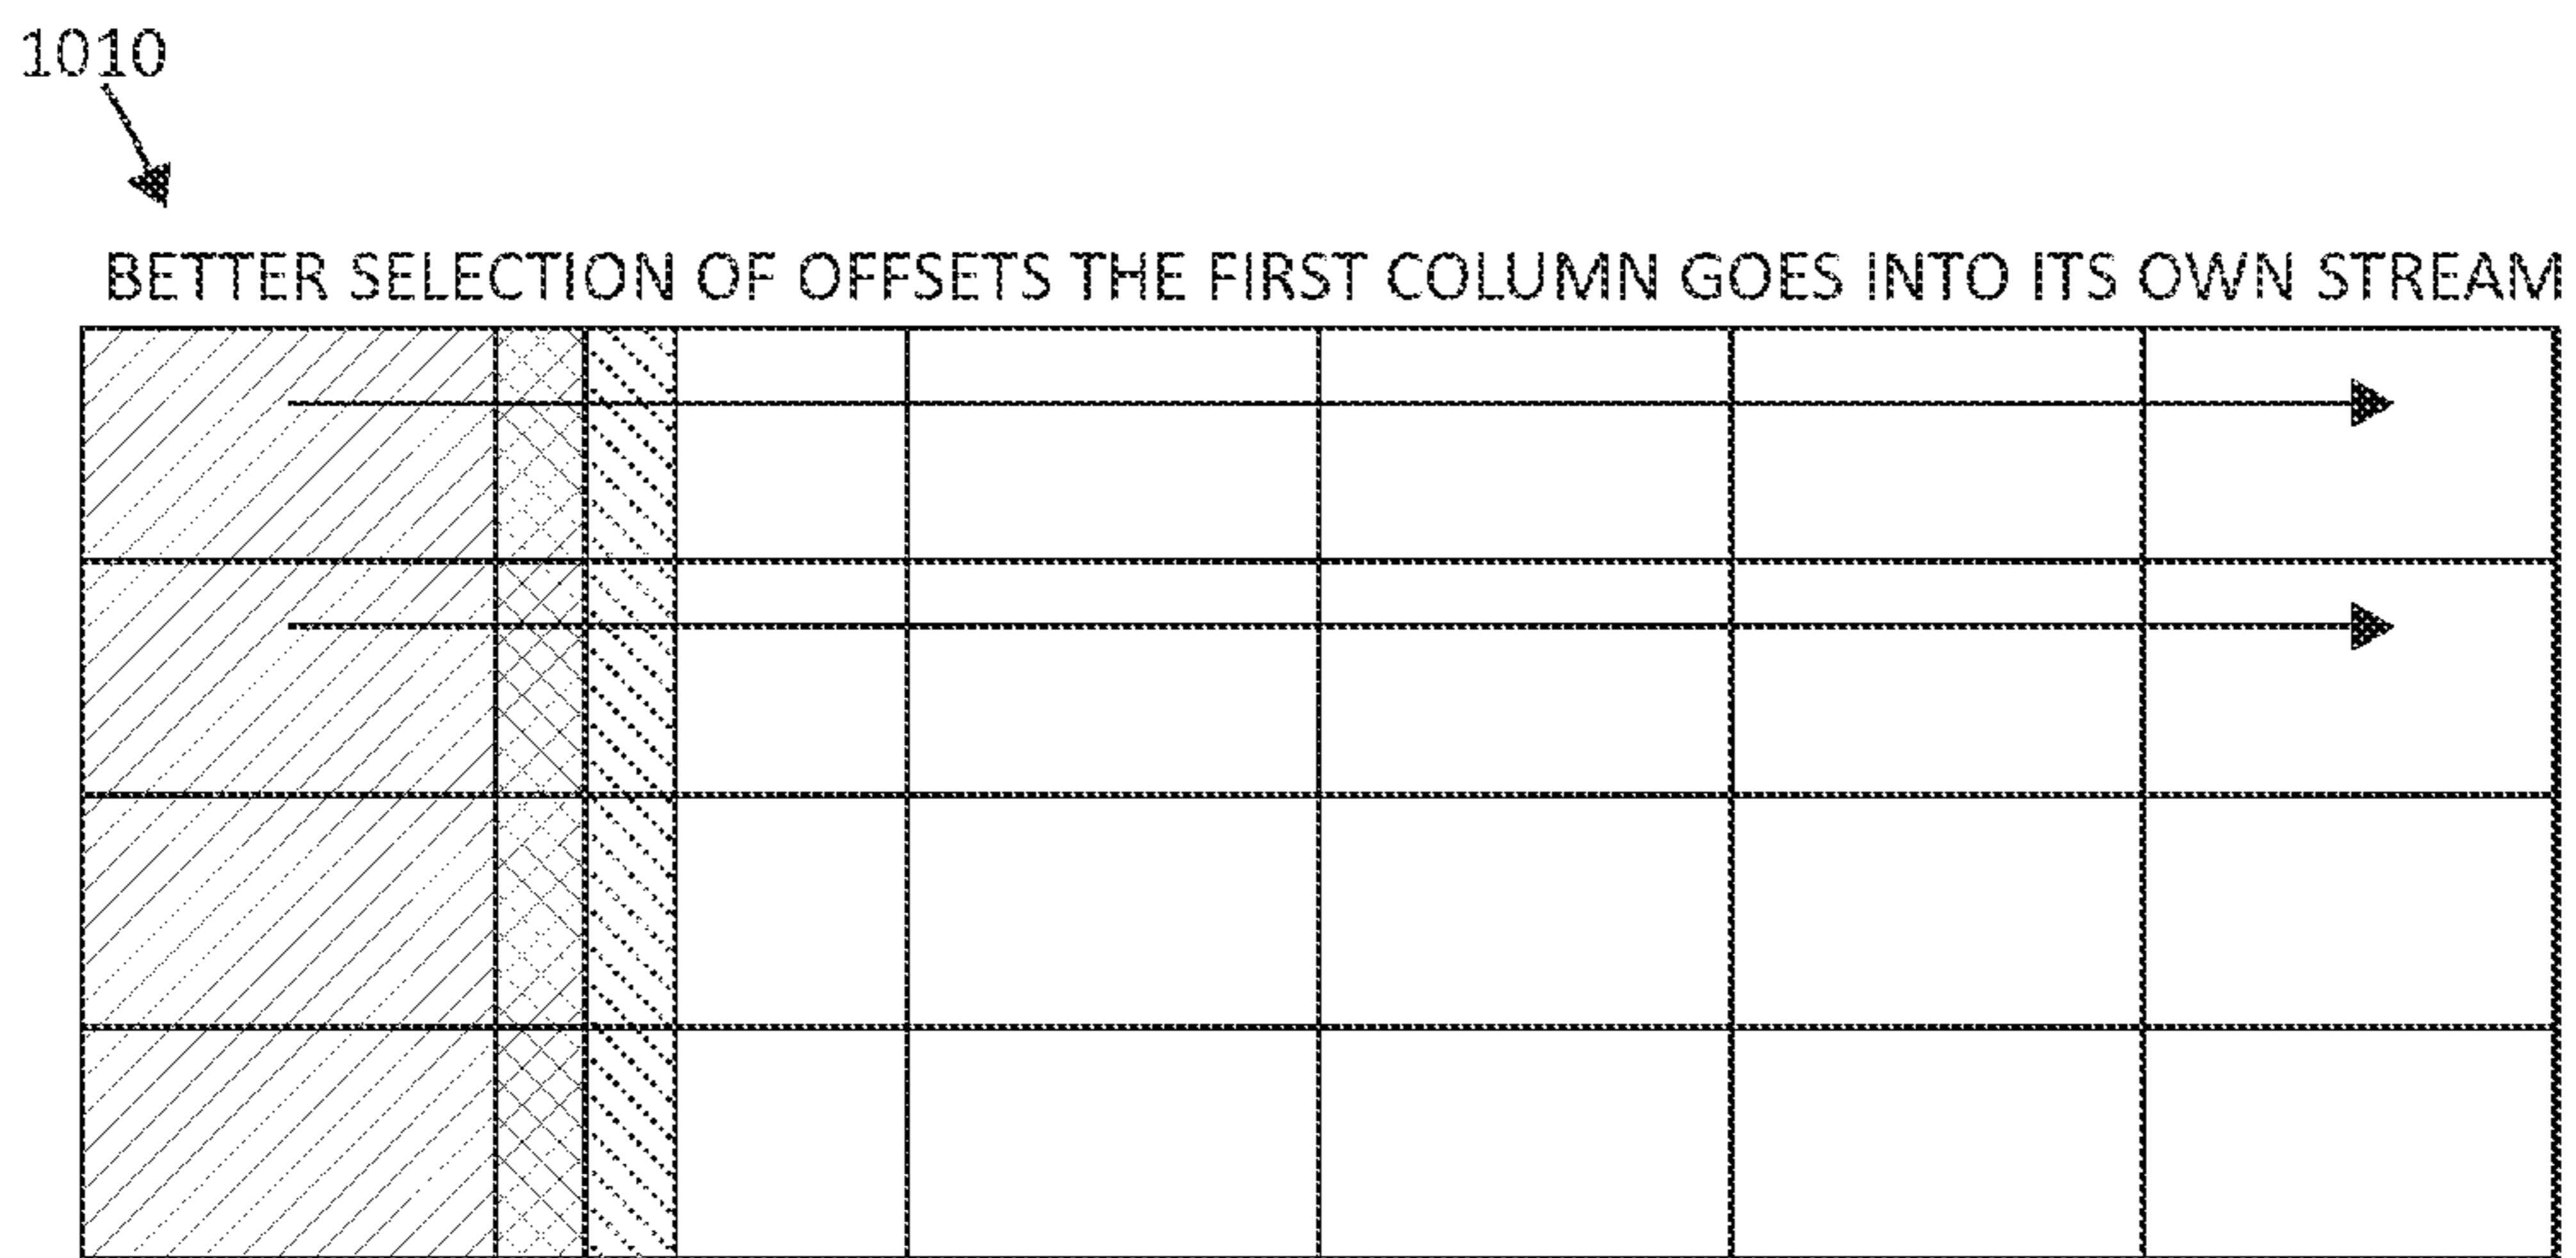 1010
BETTER SELECTION OF OFFSETS THE FIRST COLUMN GOES INTO ITS OWN STREAM